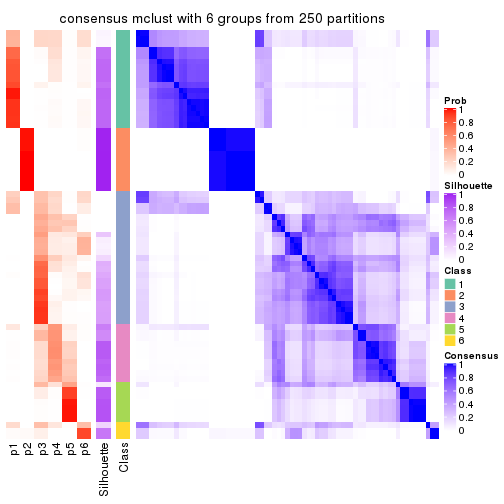 consensus mclust with 6 groups from 250 partitions
Prob
1
0.8
0.6
0.4
0.2
0
Silhouette
1
0.8
0.6
0.4
0.2
0
Class
1
2
3
4
5
6
Consensus
1
0.8
0.6
0.4
0.2
0
p1
p2
p3
p4
p5
p6
Silhouette
Class